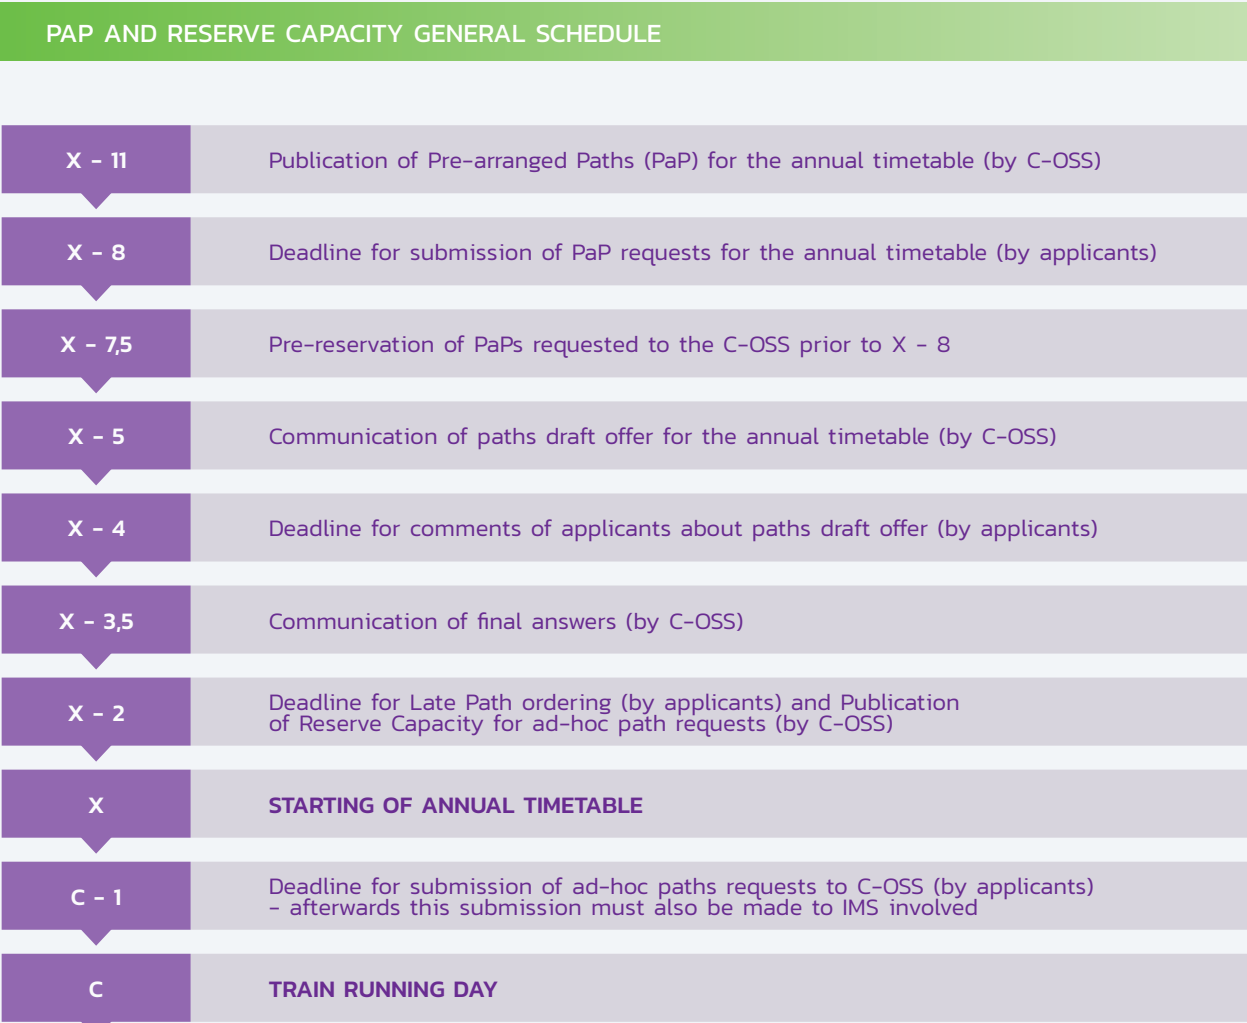 PAP AND RESERVE CAPACITY GENERAL SCHEDULE
X - 11
Publication of Pre-arranged Paths (PaP) for the annual timetable (by C-OSS)
X - 8
Deadline for submission of PaP requests for the annual timetable (by applicants)
X - 7,5
Pre-reservation of PaPs requested to the C-OSS prior to X - 8
X - 5
Communication of paths draft offer for the annual timetable (by C-OSS)
X - 4
Deadline for comments of applicants about paths draft offer (by applicants)
X - 3,5
Communication of final answers (by C-OSS)
X - 2
Deadline for Late Path ordering (by applicants) and Publication
of Reserve Capacity for ad-hoc path requests (by C-OSS)
X
STARTING OF ANNUAL TIMETABLE
C - 1
Deadline for submission of ad-hoc paths requests to C-OSS (by applicants)
- afterwards this submission must also be made to IMS involved
C
TRAIN RUNNING DAY